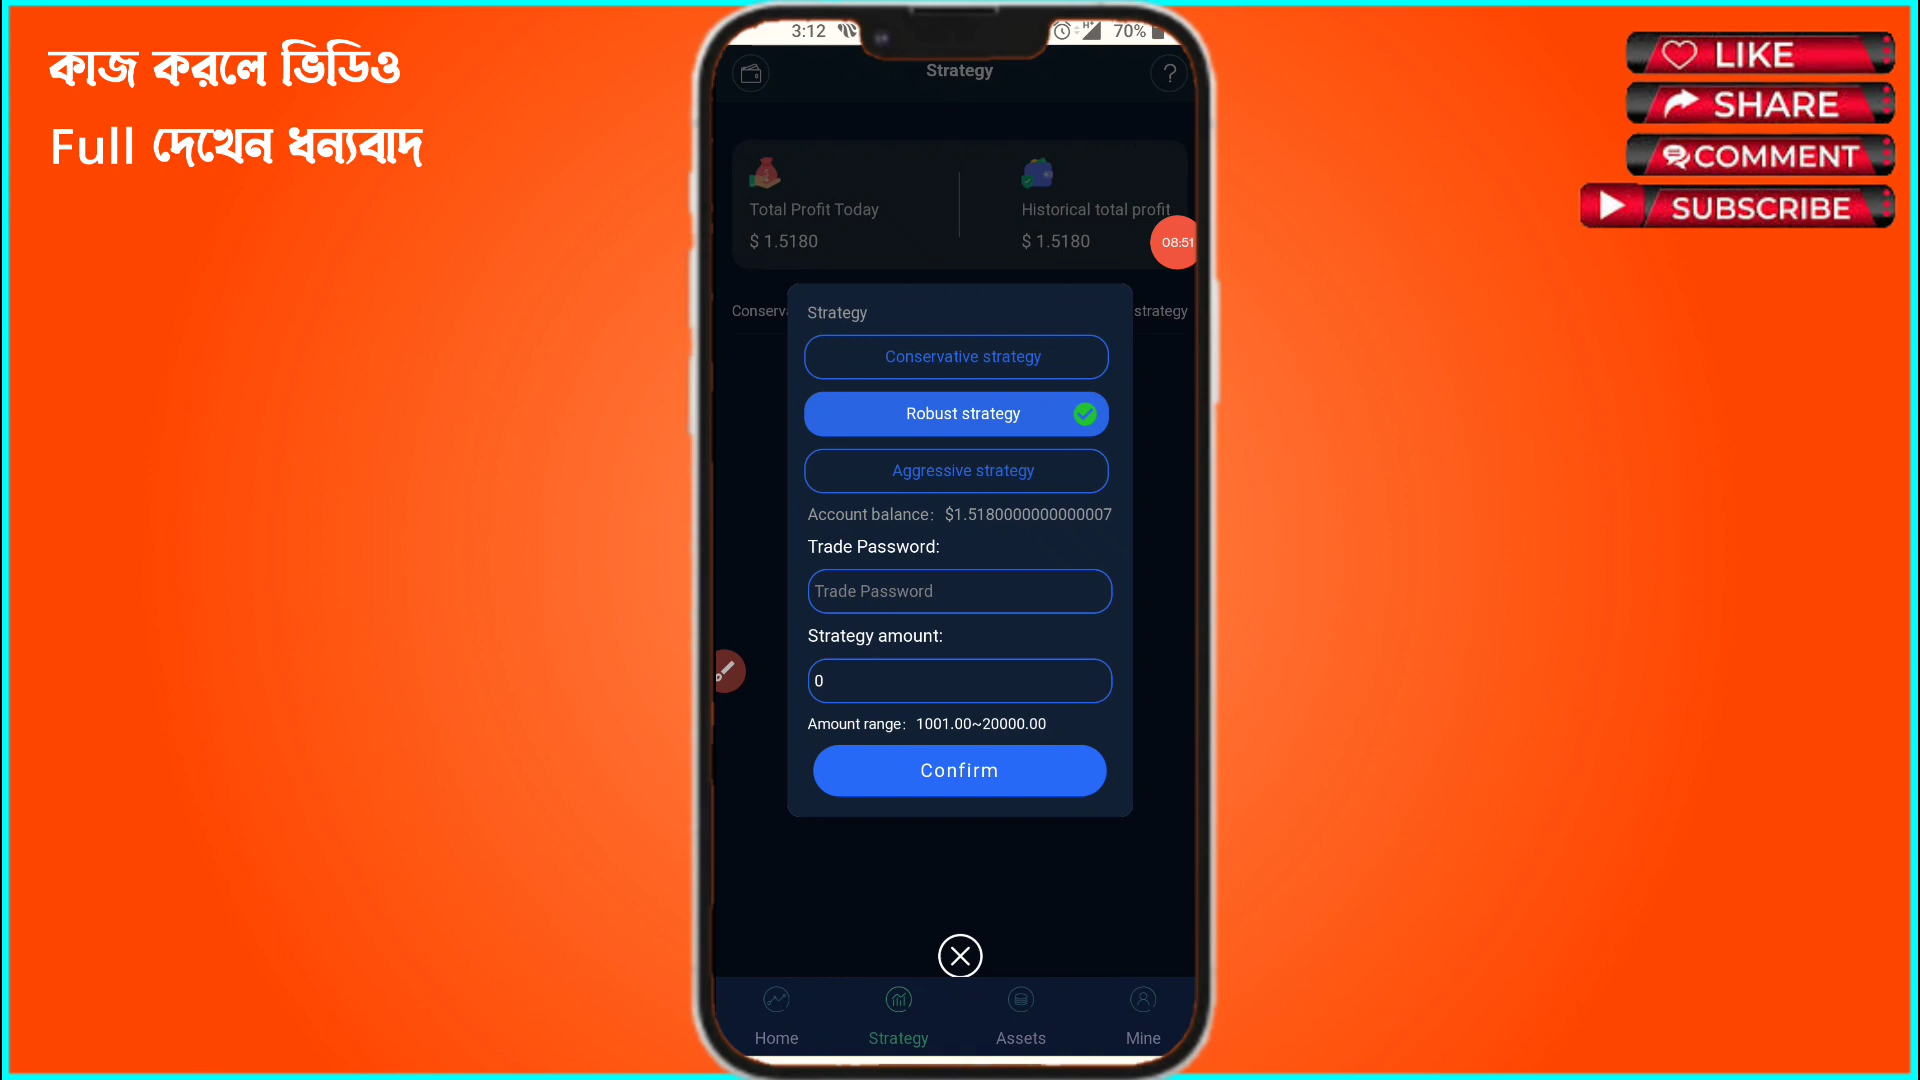 কাজ করলে ভিডিও
Full দেখেন ধন্যবাদ
LIKE
SHARE
COMMENT
SUBSCRIBE
3:12
H+
70%
Strategy
?
Total Profit Today
$ 1.5180
Historical total profit
$ 1.5180
08:51
Conserv
strategy
Strategy
Conservative strategy
Robust strategy
Aggressive strategy
Account balance: $1.5180000000000007
Trade Password:
Trade Password
Strategy amount:
0
Amount range: 1001.00~20000.00
Confirm
Home
Strategy
Assets
Mine